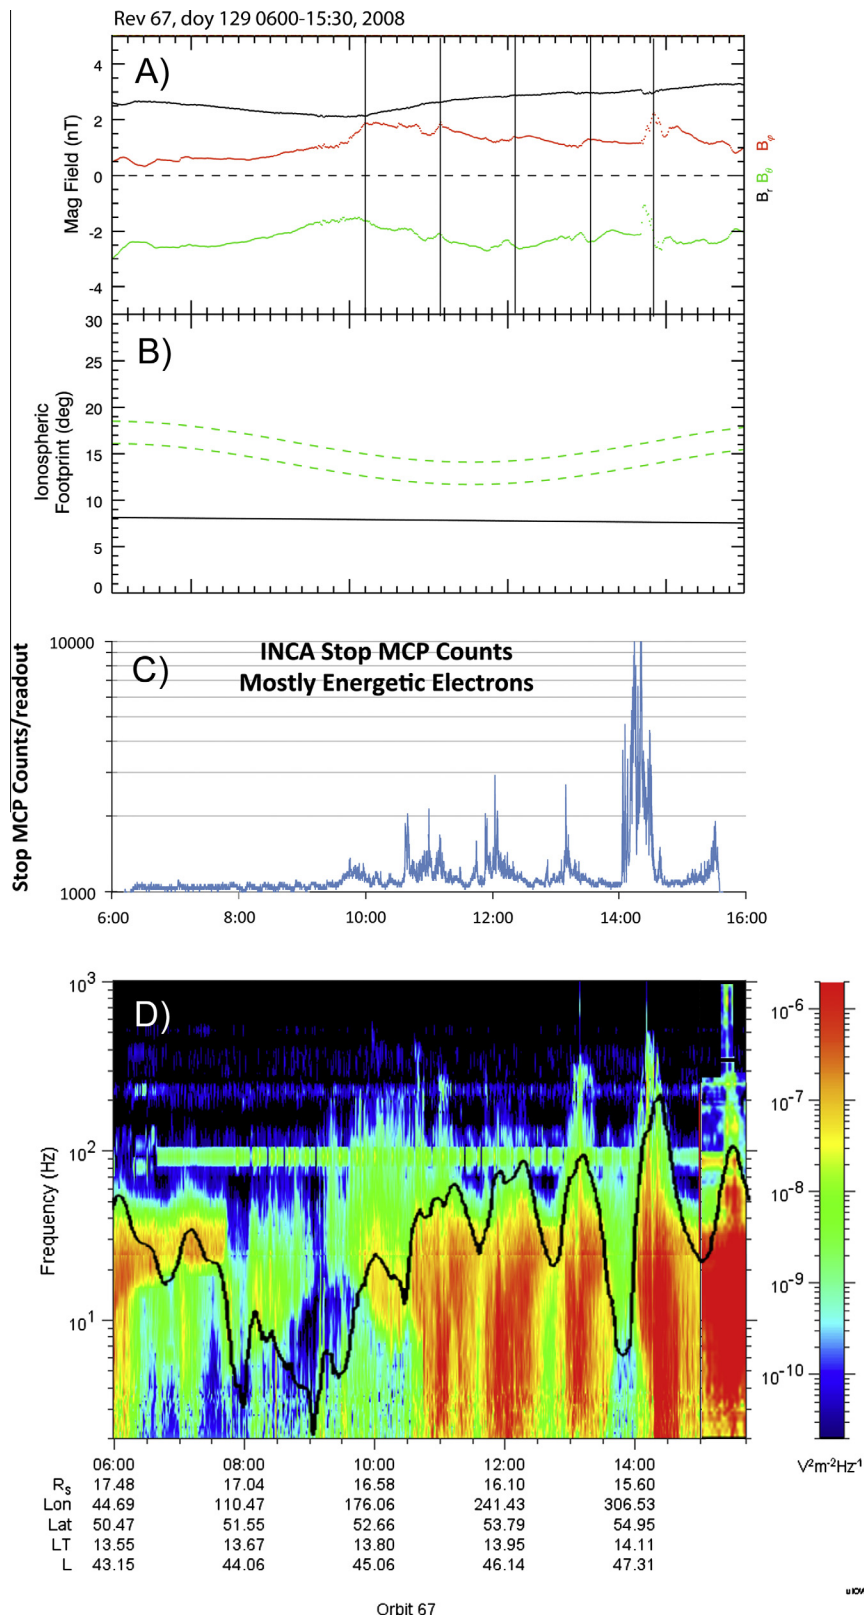 Rev 67, doy 129 0600-15:30, 2008
A)
4
2
0
-2
-4
Mag Field (nT)
Bφ
Bθ
Br
B)
30
25
20
15
10
5
0
Ionospheric
Footprint (deg)
C)
INCA Stop MCP Counts
Mostly Energetic Electrons
10000
1000
Stop MCP Counts/readout
6:00 8:00 10:00 12:00 14:00 16:00
D)
10³
10²
10¹
Frequency (Hz)
10⁻⁶
10⁻⁷
10⁻⁸
10⁻⁹
10⁻¹⁰
V²m⁻²Hz⁻¹
06:00 08:00 10:00 12:00 14:00
Rs 17.48 17.04 16.58 16.10 15.60
Lon 44.69 110.47 176.06 241.43 306.53
Lat 50.47 51.55 52.66 53.79 54.95
LT 13.55 13.67 13.80 13.95 14.11
L 43.15 44.06 45.06 46.14 47.31
Orbit 67